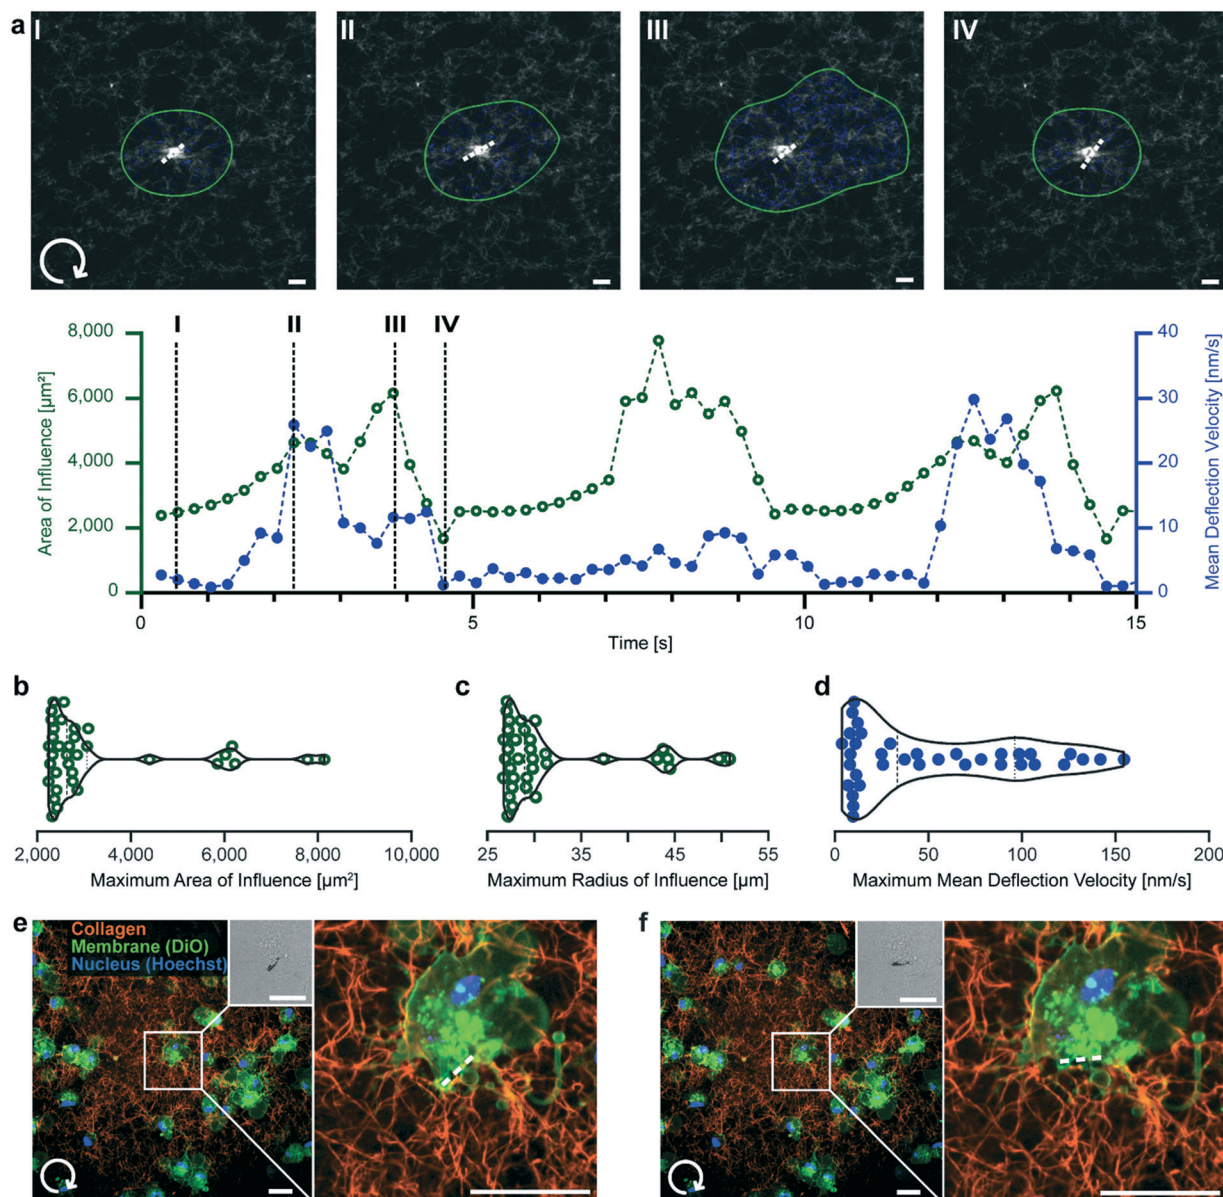 a
I
II
III
IV
I
II
III
IV
8,000
6,000
4,000
2,000
0
Area of Influence [µm²]
40
30
20
10
0
Mean Deflection Velocity [nm/s]
0
5
10
15
Time [s]
b
2,000
4,000
6,000
8,000
10,000
Maximum Area of Influence [µm²]
c
25
35
45
55
Maximum Radius of Influence [µm]
d
0
50
100
150
200
Maximum Mean Deflection Velocity [nm/s]
e
Collagen
Membrane (DiO)
Nucleus (Hoechst)
f